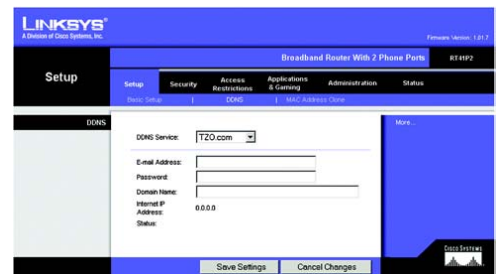 LINKSYS®
A Division of Cisco Systems, Inc.
Firmware Version: 1.01.7
Broadband Router With 2 Phone Ports
RT41P2
Setup
Setup
Security
Access Restrictions
Applications & Gaming
Administration
Status
Basic Setup | DDNS | MAC Address Clone
DDNS
More...
DDNS Service: TZO.com
E-mail Address:
Password:
Domain Name:
Internet IP Address: 0.0.0.0
Status:
Save Settings
Cancel Changes
CISCO SYSTEMS